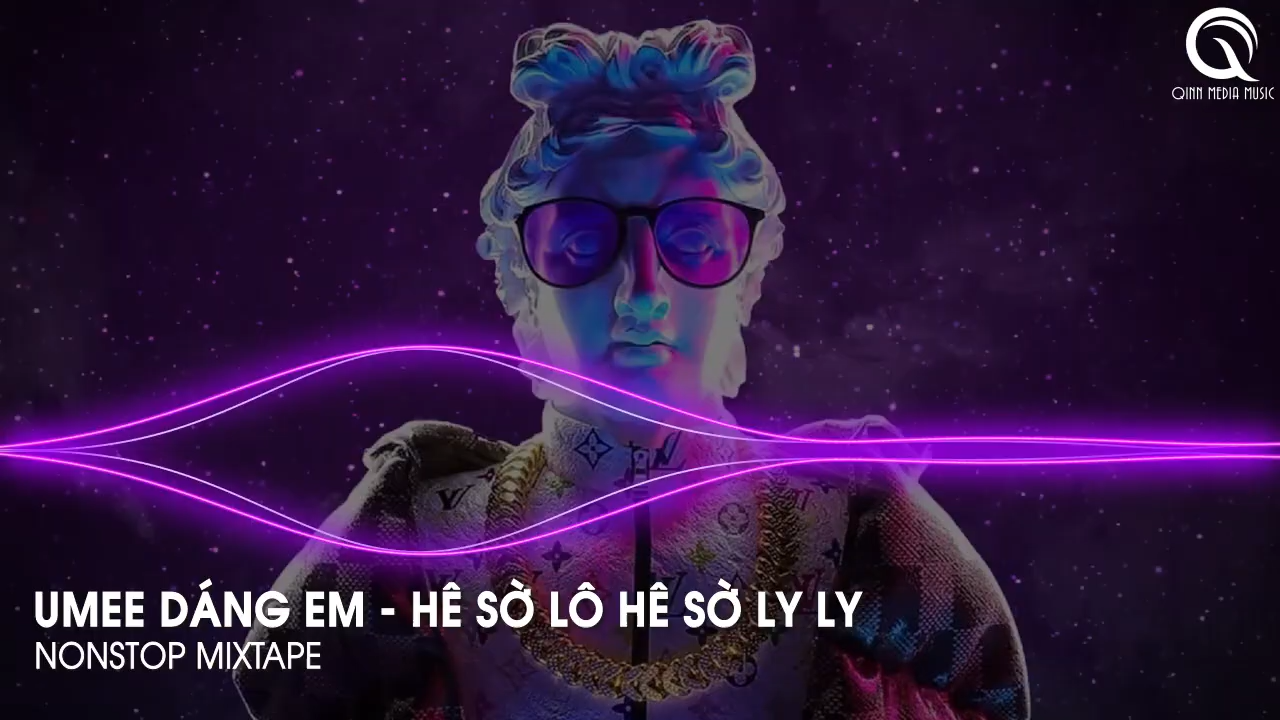 QINN MEDIA MUSIC
UMEE DÁNG EM - HÊ SỜ LÔ HÊ SỜ LY LY
NONSTOP MIXTAPE